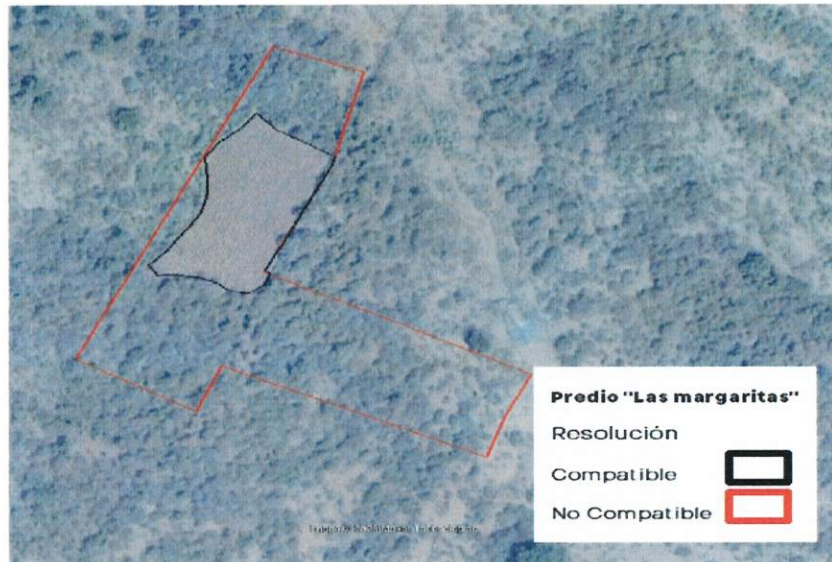 Predio "Las margaritas"
Resolución
Compatible
No Compatible